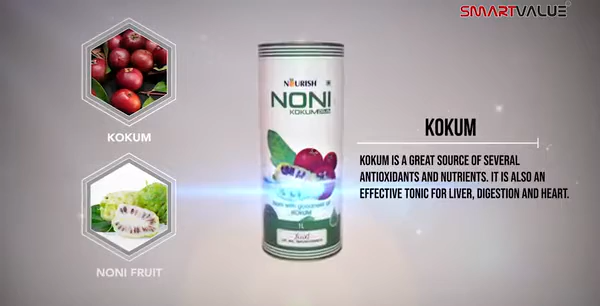 SMARTVALUE
KOKUM
NONI FRUIT
NOURISH
NONI
KOKUM
KOKUM
1L
KOKUM
KOKUM IS A GREAT SOURCE OF SEVERAL
ANTIOXIDANTS AND NUTRIENTS. IT IS ALSO AN
EFFECTIVE TONIC FOR LIVER, DIGESTION AND HEART.